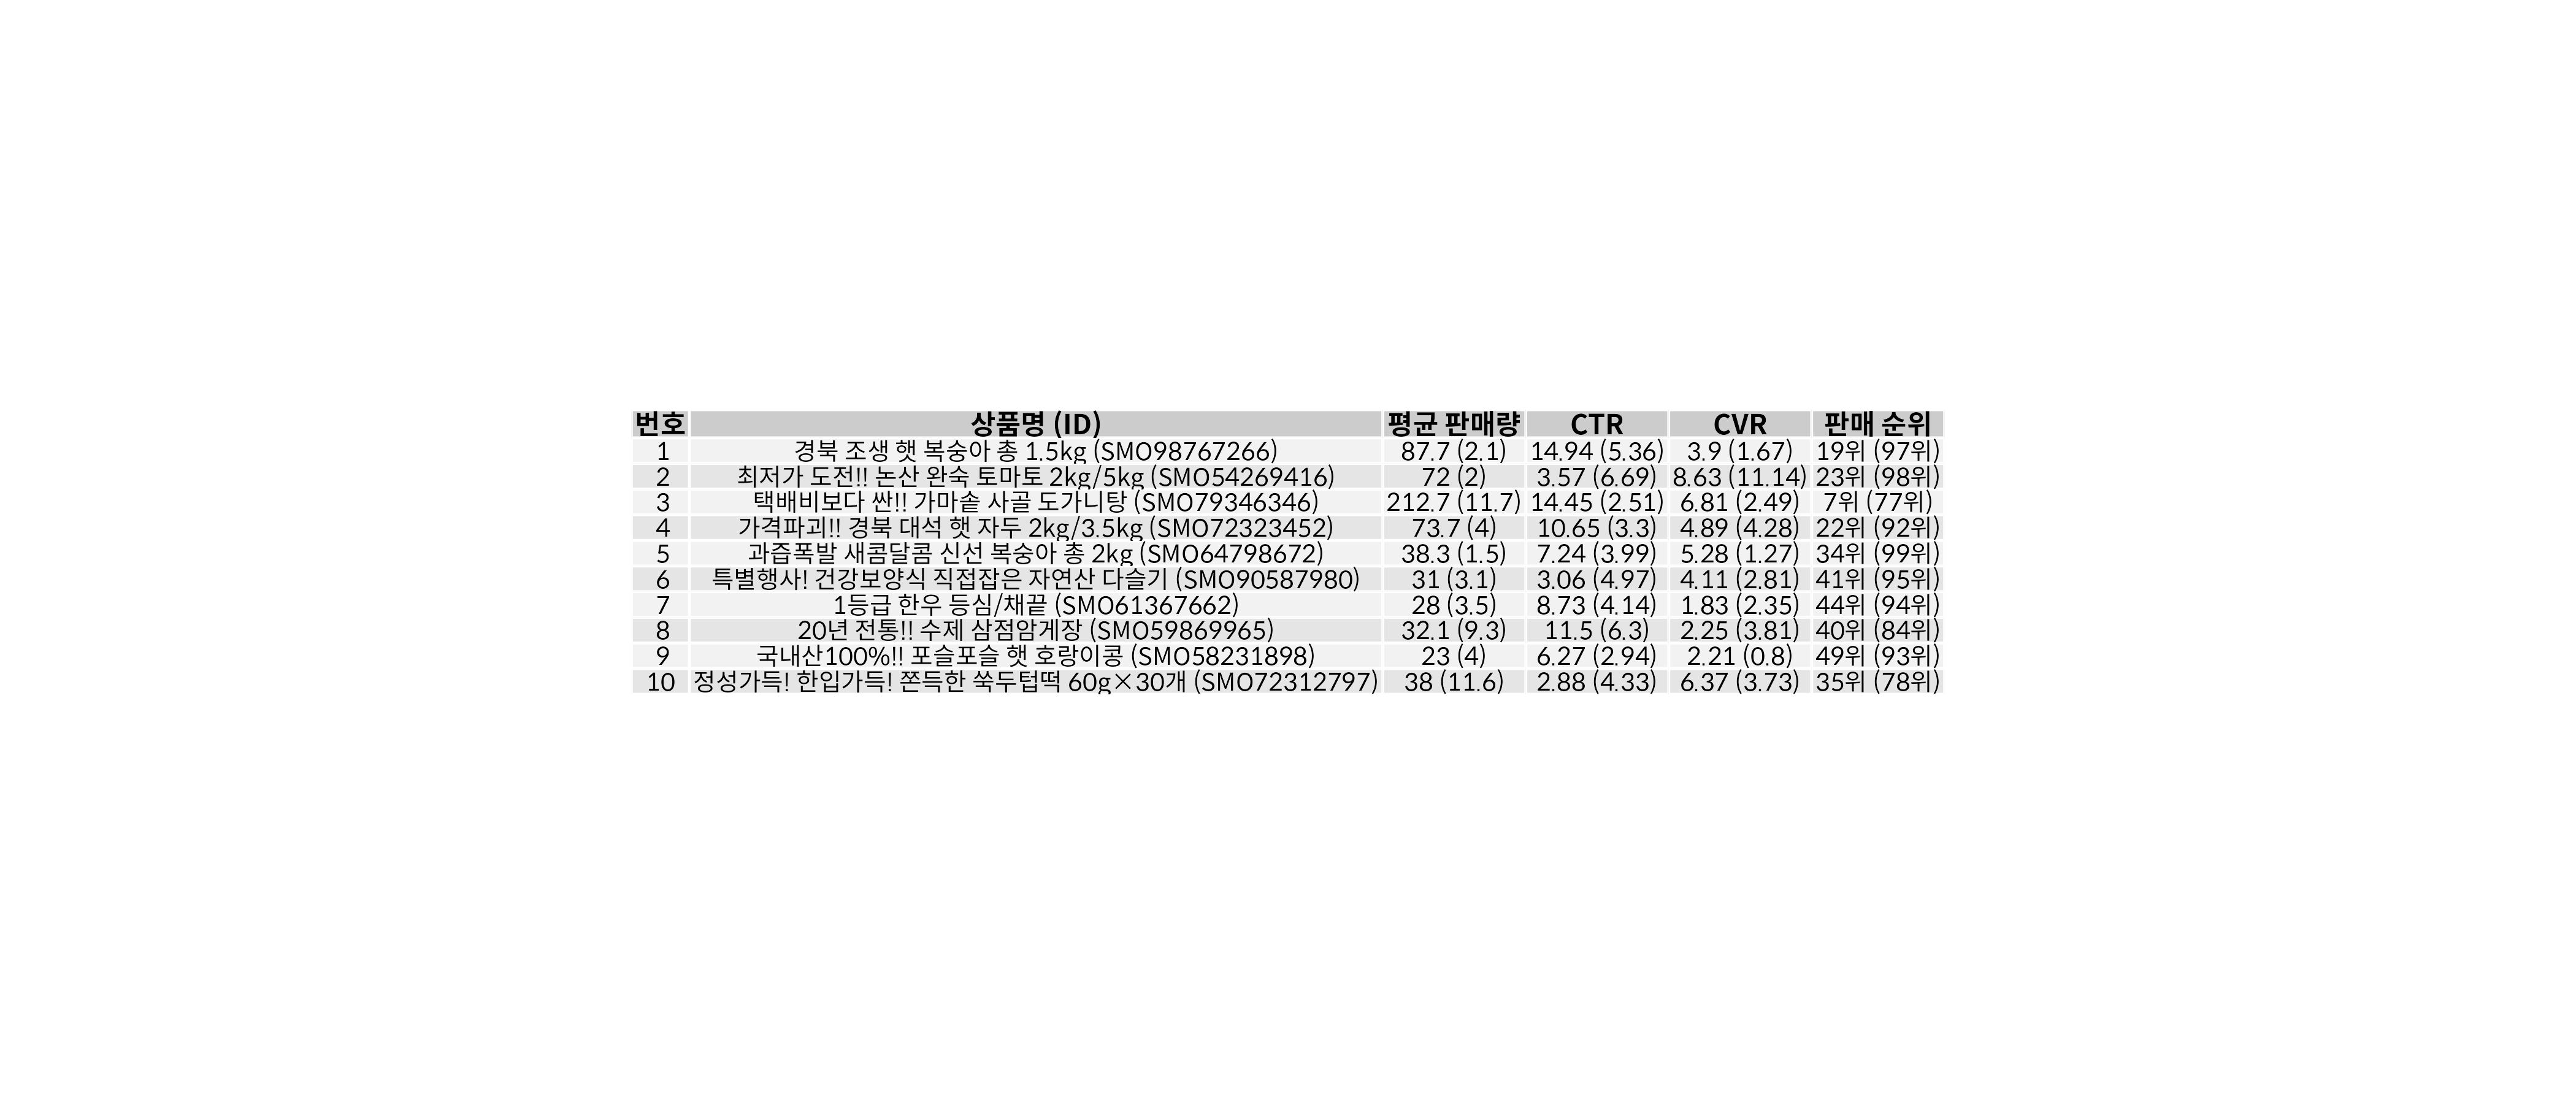 번호 상품명 (ID) 평균 판매량 CTR CVR 판매 순위
1 경북 조생 햇 복숭아 총 1.5kg (SMO98767266) 87.7 (2.1) 14.94 (5.36) 3.9 (1.67) 19위 (97위)
2 최저가 도전!! 논산 완숙 토마토 2kg/5kg (SMO54269416) 72 (2) 3.57 (6.69) 8.63 (11.14) 23위 (98위)
3 택배비보다 싼!! 가마솥 사골 도가니탕 (SMO79346346) 212.7 (11.7) 14.45 (2.51) 6.81 (2.49) 7위 (77위)
4 가격파괴!! 경북 대석 햇 자두 2kg/3.5kg (SMO72323452) 73.7 (4) 10.65 (3.3) 4.89 (4.28) 22위 (92위)
5 과즙폭발 새콤달콤 신선 복숭아 총 2kg (SMO64798672) 38.3 (1.5) 7.24 (3.99) 5.28 (1.27) 34위 (99위)
6 특별행사! 건강보양식 직접잡은 자연산 다슬기 (SMO90587980) 31 (3.1) 3.06 (4.97) 4.11 (2.81) 41위 (95위)
7 1등급 한우 등심/채끝 (SMO61367662) 28 (3.5) 8.73 (4.14) 1.83 (2.35) 44위 (94위)
8 20년 전통!! 수제 삼점암게장 (SMO59869965) 32.1 (9.3) 11.5 (6.3) 2.25 (3.81) 40위 (84위)
9 국내산100%!! 포슬포슬 햇 호랑이콩 (SMO58231898) 23 (4) 6.27 (2.94) 2.21 (0.8) 49위 (93위)
10 정성가득! 한입가득! 쫀득한 쑥두텁떡 60g×30개 (SMO72312797) 38 (11.6) 2.88 (4.33) 6.37 (3.73) 35위 (78위)